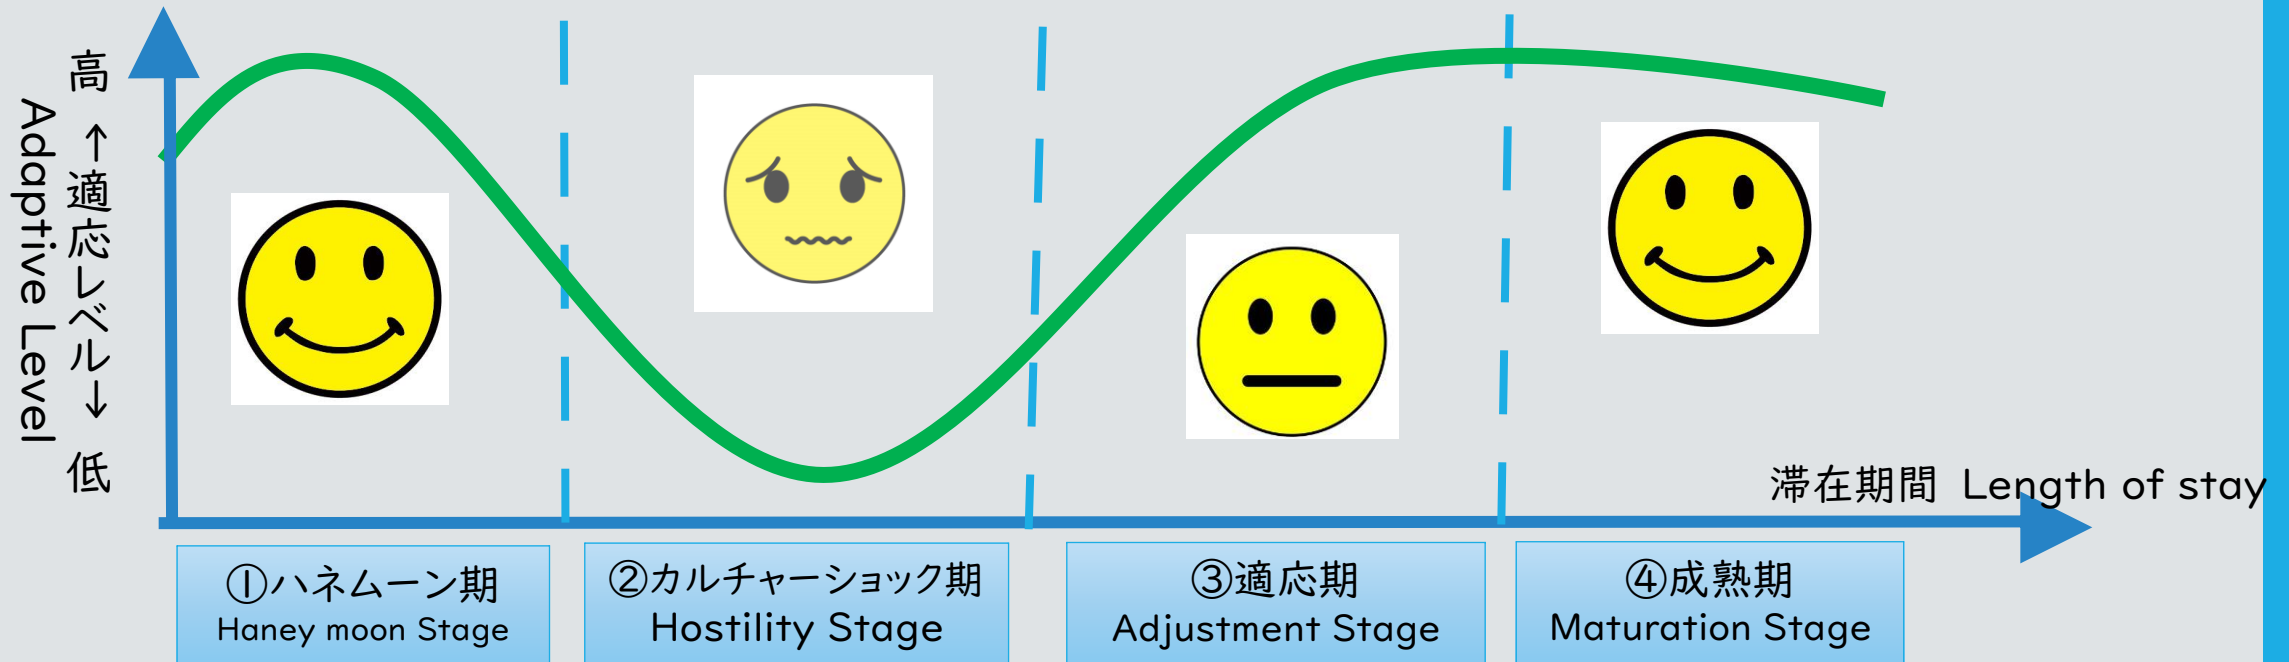 高 ↑適応レベル↓ 低
Adaptive Level
滞在期間 Length of stay
①ハネムーン期
Haney moon Stage
②カルチャーショック期
Hostility Stage
③適応期
Adjustment Stage
④成熟期
Maturation Stage